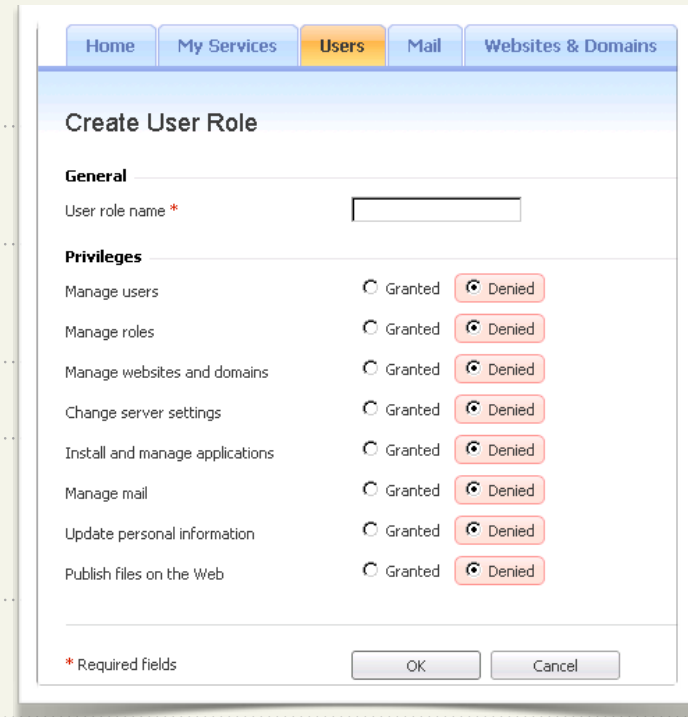 Home My Services Users Mail Websites & Domains
Create User Role
General
User role name *
Privileges
Manage users Granted Denied
Manage roles Granted Denied
Manage websites and domains Granted Denied
Change server settings Granted Denied
Install and manage applications Granted Denied
Manage mail Granted Denied
Update personal information Granted Denied
Publish files on the Web Granted Denied
* Required fields OK Cancel